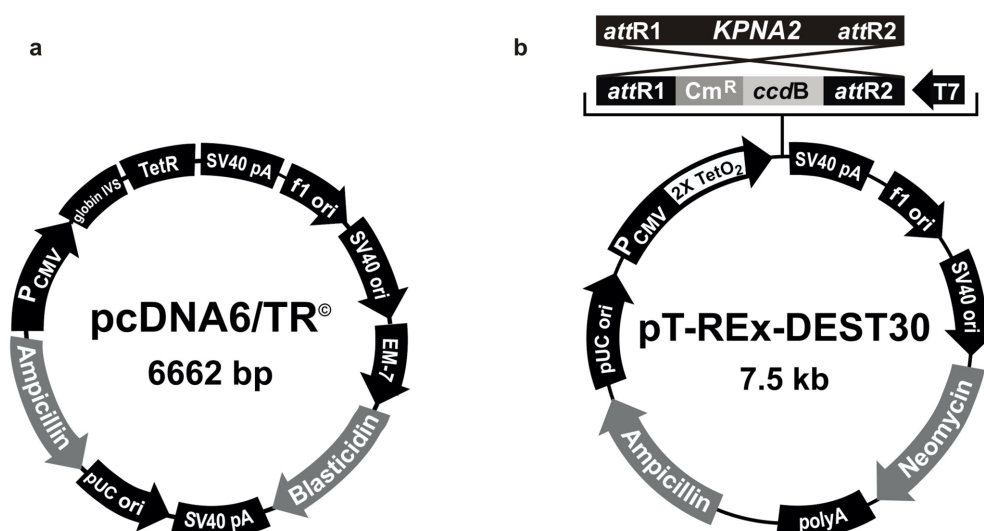 a
P CMV
globin IVS
TetR
SV40 pA
f1 ori
SV40 ori
EM-7
Blasticidin
SV40 pA
pUC ori
Ampicillin
pcDNA6/TR©
6662 bp
b
attR1 KPNA2 attR2
attR1 CmR ccdB attR2 T7
P CMV
2X TetO2
SV40 pA
f1 ori
SV40 ori
Neomycin
polyA
Ampicillin
pUC ori
pT-REx-DEST30
7.5 kb